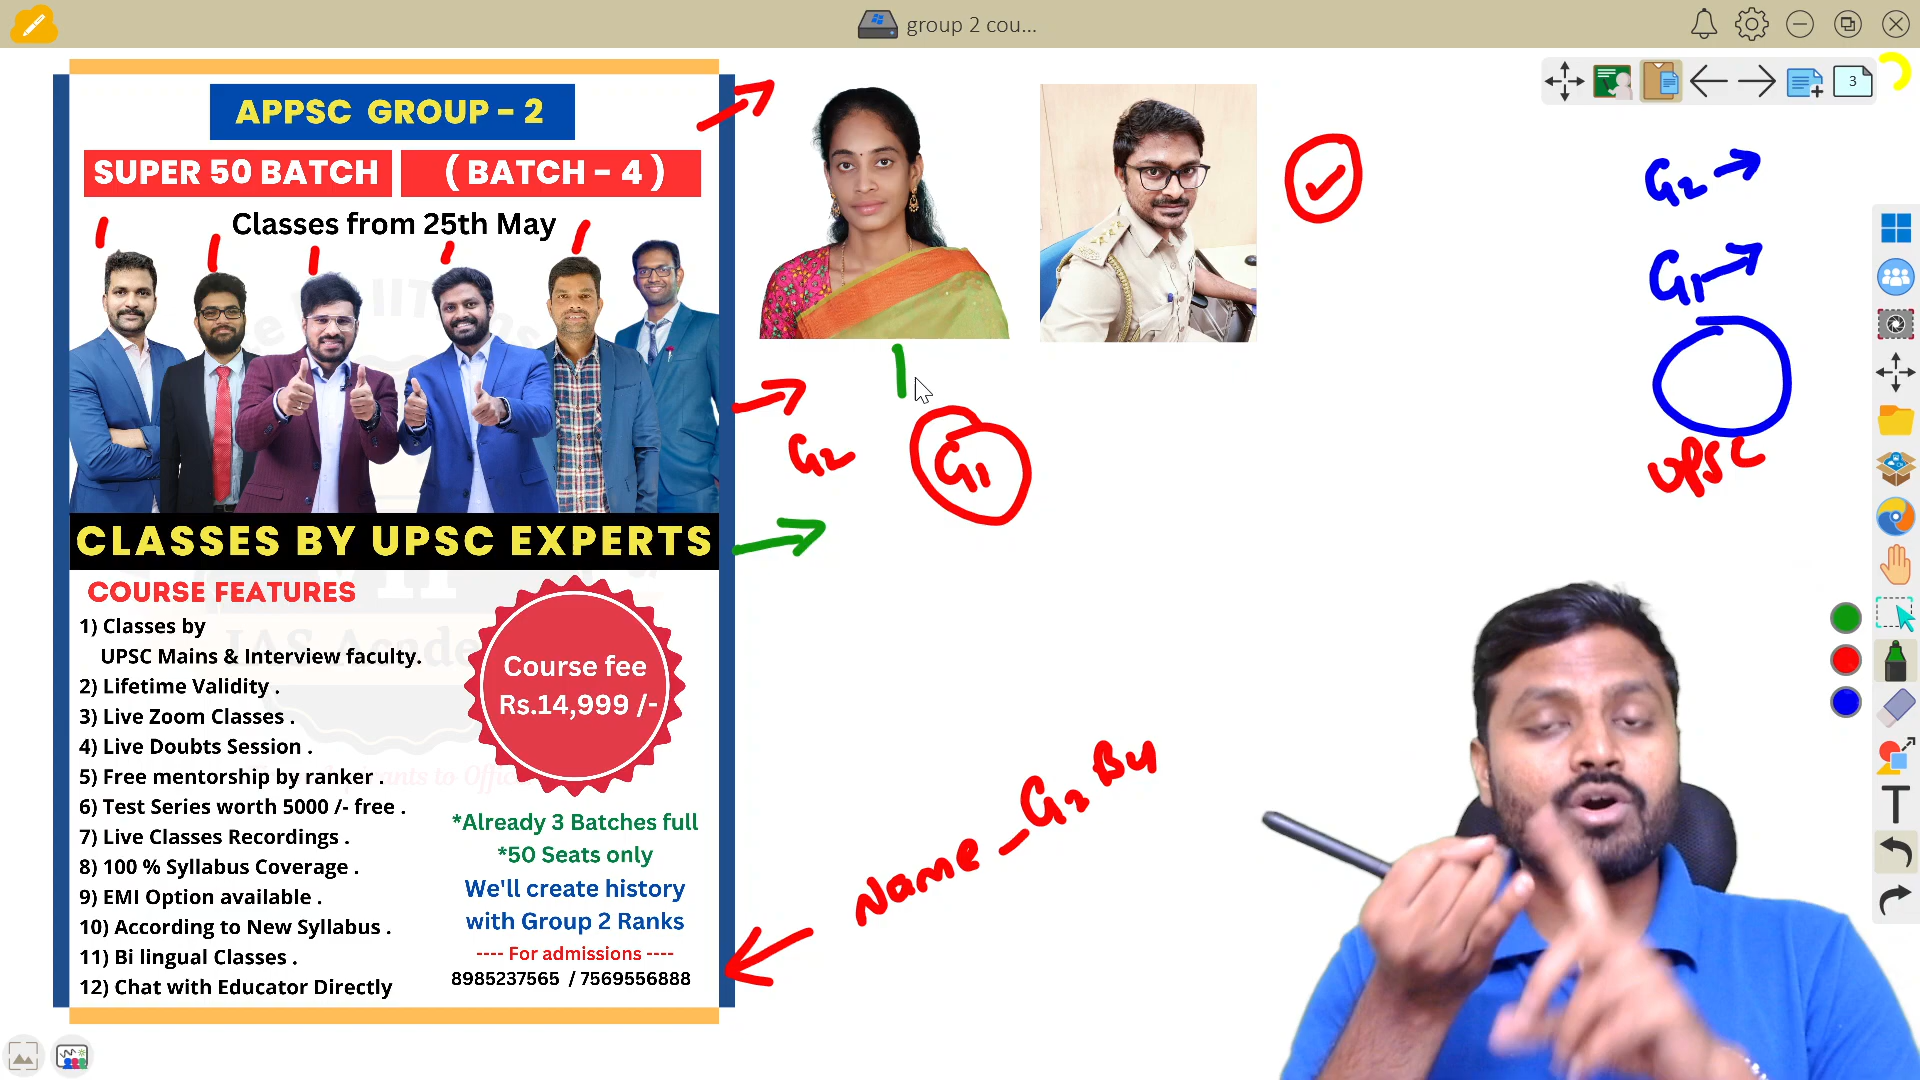 group 2 cou...
3
APPSC GROUP - 2
SUPER 50 BATCH
( BATCH - 4 )
Classes from 25th May
CLASSES BY UPSC EXPERTS
COURSE FEATURES
1) Classes by
UPSC Mains & Interview faculty.
2) Lifetime Validity .
3) Live Zoom Classes .
4) Live Doubts Session .
5) Free mentorship by ranker .
6) Test Series worth 5000 /- free .
7) Live Classes Recordings .
8) 100 % Syllabus Coverage .
9) EMI Option available .
10) According to New Syllabus .
11) Bi lingual Classes .
12) Chat with Educator Directly
Course fee
Rs.14,999 /-
*Already 3 Batches full
*50 Seats only
We'll create history
with Group 2 Ranks
---- For admissions ----
8985237565 / 7569556888
G2
G1
Name _G2 B4
G2
G1
UPSC
T